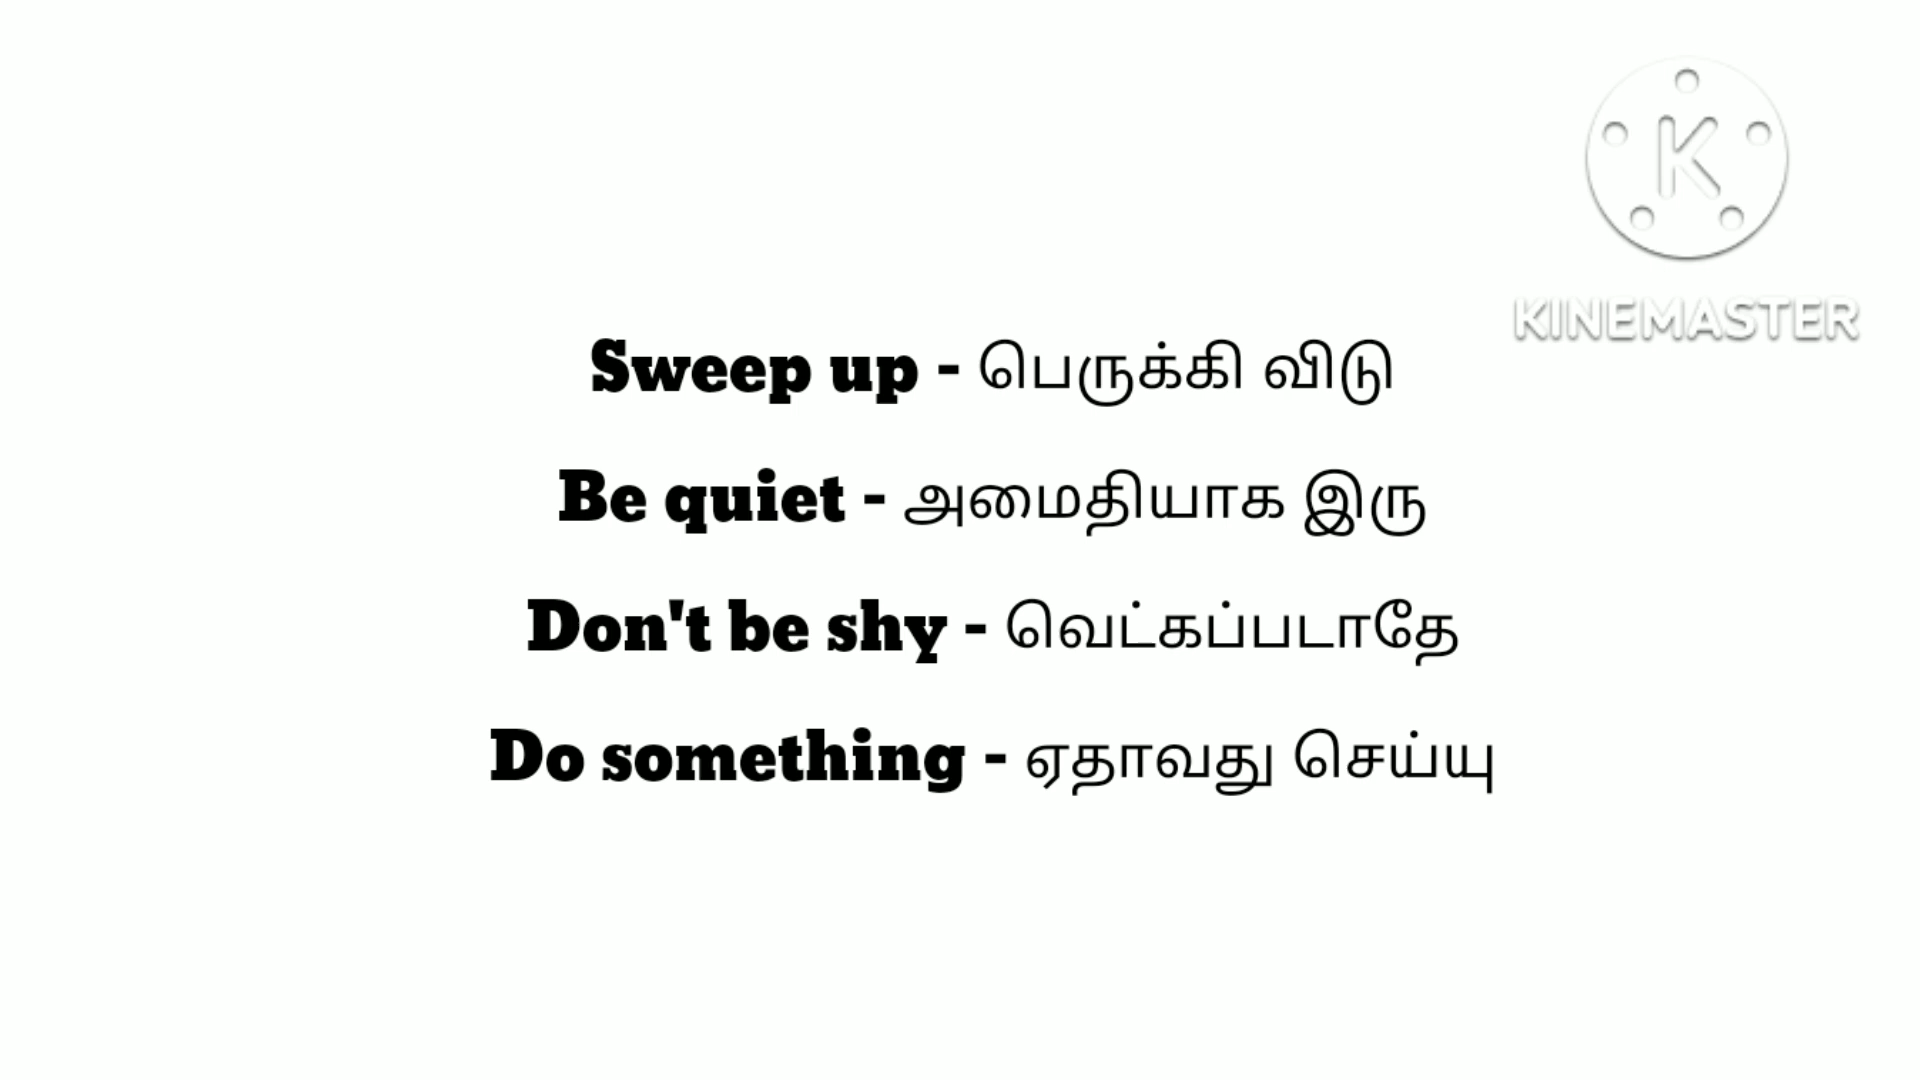 K
KINEMASTER
Sweep up - பெருக்கி விடு
Be quiet - அமைதியாக இரு
Don't be shy - வெட்கப்படாதே
Do something - ஏதாவது செய்யு